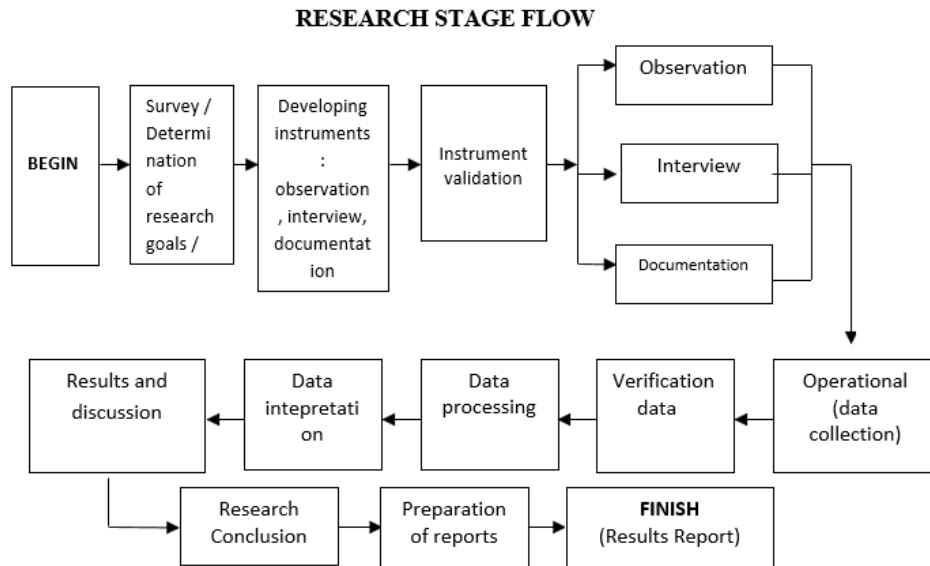 RESEARCH STAGE FLOW
BEGIN
Survey /
Determi
nation
of
research
goals /
Developing
instruments
:
observation
, interview,
documentat
ion
Instrument
validation
Observation
Interview
Documentation
Results and
discussion
Data
intepretati
on
Data
processing
Verification
data
Operational
(data
collection)
Research
Conclusion
Preparation
of reports
FINISH
(Results Report)